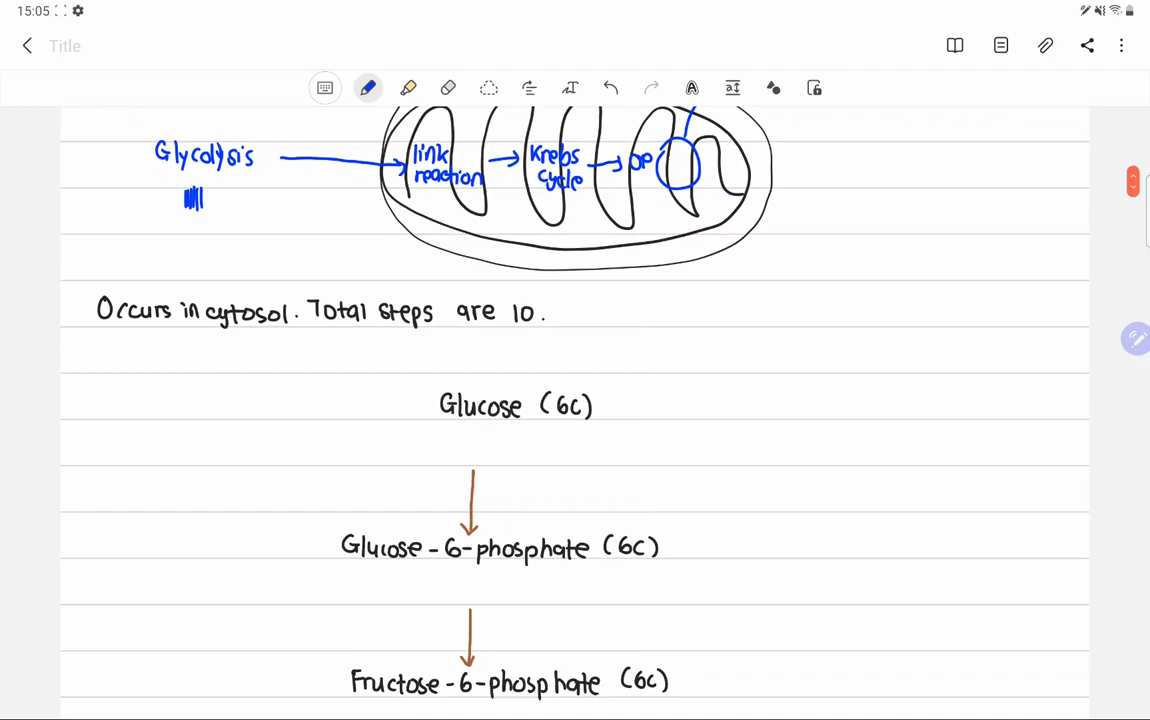 15:05
Title
Glycolysis
link
reaction
Krebs
cycle
OP
Occurs in cytosol. Total steps are 10.
Glucose (6C)
Glucose-6-phosphate (6C)
Fructose-6-phosphate (6C)